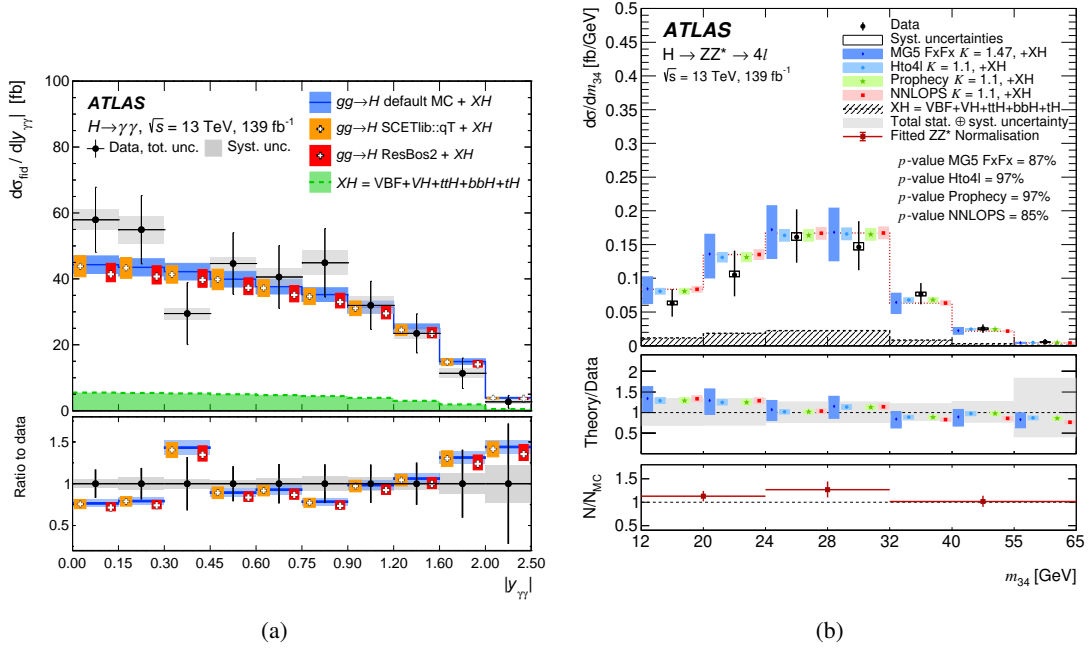 dσ_fid / d|y_γγ| [fb]
100
80
60
40
20
0
ATLAS
H→γγ, √s = 13 TeV, 139 fb⁻¹
Data, tot. unc.
Syst. unc.
gg→H default MC + XH
gg→H SCETlib::qT + XH
gg→H ResBos2 + XH
XH = VBF+VH+ttH+bbH+tH
Ratio to data
1.5
1
0.5
0.00 0.15 0.30 0.45 0.60 0.75 0.90 1.20 1.60 2.00 2.50
|y_γγ|
(a)
dσ/dm₃₄ [fb/GeV]
0.5
0.45
0.4
0.35
0.3
0.25
0.2
0.15
0.1
0.05
0
ATLAS
H → ZZ* → 4l
√s = 13 TeV, 139 fb⁻¹
Data
Syst. uncertainties
MG5 FxFx K = 1.47, +XH
Hto4l K = 1.1, +XH
Prophecy K = 1.1, +XH
NNLOPS K = 1.1, +XH
XH = VBF+VH+ttH+bbH+tH
Total stat. ⊕ syst. uncertainty
Fitted ZZ* Normalisation
p-value MG5 FxFx = 87%
p-value Hto4l = 97%
p-value Prophecy = 97%
p-value NNLOPS = 85%
Theory/Data
2
1.5
1
0.5
0
N/N_MC
1.5
1
0.5
12 20 24 28 32 40 55 65
m₃₄ [GeV]
(b)